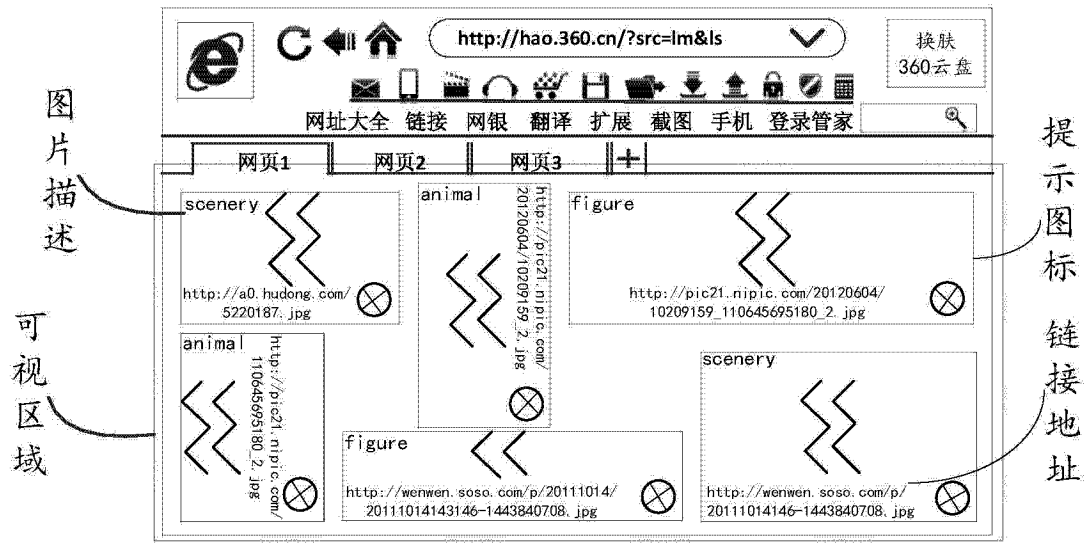 http://hao.360.cn/?src=lm&ls
换肤
360云盘
网址大全 链接 网银 翻译 扩展 截图 手机 登录管家
网页1 网页2 网页3 +
图片描述
可视区域
提示图标
链接地址
scenery
http://a0.hudong.com/
5220187.jpg
animal
http://pic21.nipic.com/
20120604/10209159_2.jpg
figure
http://pic21.nipic.com/20120604/
10209159_110645695180_2.jpg
animal
http://pic21.nipic.com/
110645695180_2.jpg
figure
http://wenwen.soso.com/p/20111014/
20111014143146-1443840708.jpg
scenery
http://wenwen.soso.com/p/
20111014146-1443840708.jpg